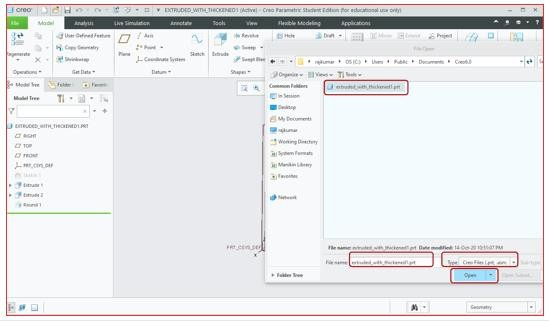 creo
EXTRUDED_WITH_THICKENED1 (Active) - Creo Parametric Student Edition (for educational use only)
File Model Analysis Live Simulation Annotate Tools View Flexible Modeling Applications
Regenerate
User-Defined Feature
Copy Geometry
Shrinkwrap
Plane
Axis
Point
Coordinate System
Sketch
Extrude
Revolve
Sweep
Swept Blend
Hole
Draft
Mirror
Extend
Project
Operations Get Data Datum Shapes
Model Tree Folder Favorit
Model Tree
EXTRUDED_WITH_THICKENED1.PRT
RIGHT
TOP
FRONT
PRT_CSYS_DEF
Sketch 1
Extrude 1
Extrude 2
Round 1
PRT_CSYS_DEF
X
File Open
rajkumar OS (C:) Users Public Documents Creo6.0
Organize Views Tools
Common Folders
In Session
Desktop
My Documents
rajkumar
Working Directory
System Formats
Manikin Library
Favorites
Network
Folder Tree
extruded_with_thickened1.prt
File name: extruded_with_thickened1.prt Date modified: 14-Oct-20 10:51:07 PM
File name: extruded_with_thickened1.prt Type Creo Files (.prt, .asm, Sub-type
Open Open Subset...
Geometry